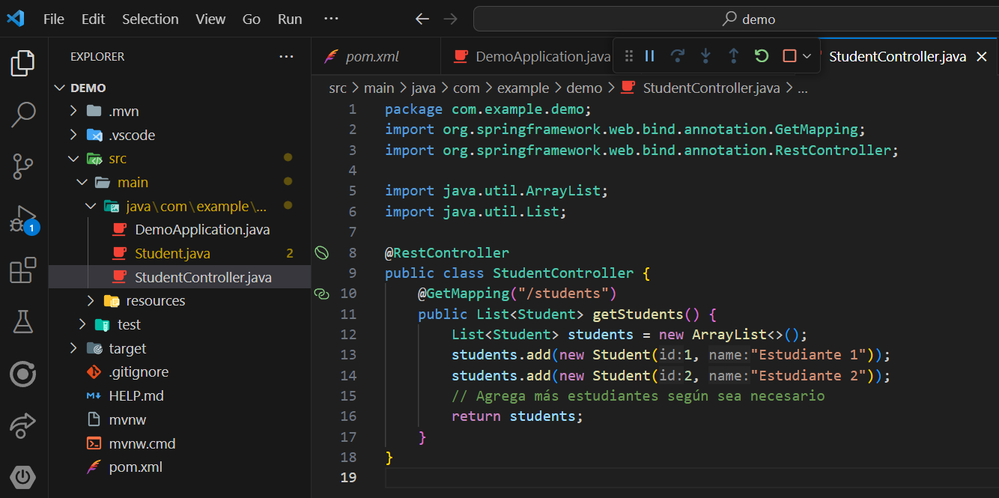 File Edit Selection View Go Run ··· demo
EXPLORER ···
DEMO
.mvn
.vscode
src
main
java\com\example\...
DemoApplication.java
Student.java 2
StudentController.java
resources
test
target
.gitignore
HELP.md
mvnw
mvnw.cmd
pom.xml
1
pom.xml DemoApplication.java StudentController.java
src > main > java > com > example > demo > StudentController.java > ...
1 package com.example.demo;
2 import org.springframework.web.bind.annotation.GetMapping;
3 import org.springframework.web.bind.annotation.RestController;
4
5 import java.util.ArrayList;
6 import java.util.List;
7
8 @RestController
9 public class StudentController {
10 @GetMapping("/students")
11 public List<Student> getStudents() {
12 List<Student> students = new ArrayList<>();
13 students.add(new Student(id:1, name:"Estudiante 1"));
14 students.add(new Student(id:2, name:"Estudiante 2"));
15 // Agrega más estudiantes según sea necesario
16 return students;
17 }
18 }
19